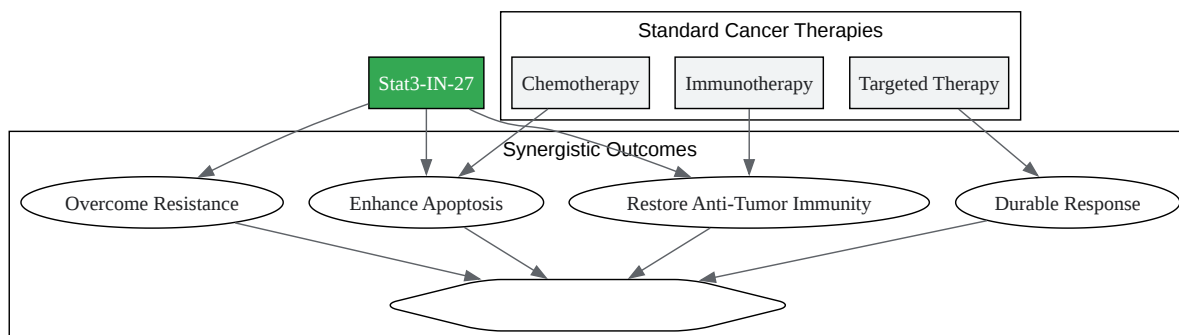 Standard Cancer Therapies
Stat3-IN-27
Chemotherapy
Immunotherapy
Targeted Therapy
Synergistic Outcomes
Overcome Resistance
Enhance Apoptosis
Restore Anti-Tumor Immunity
Durable Response